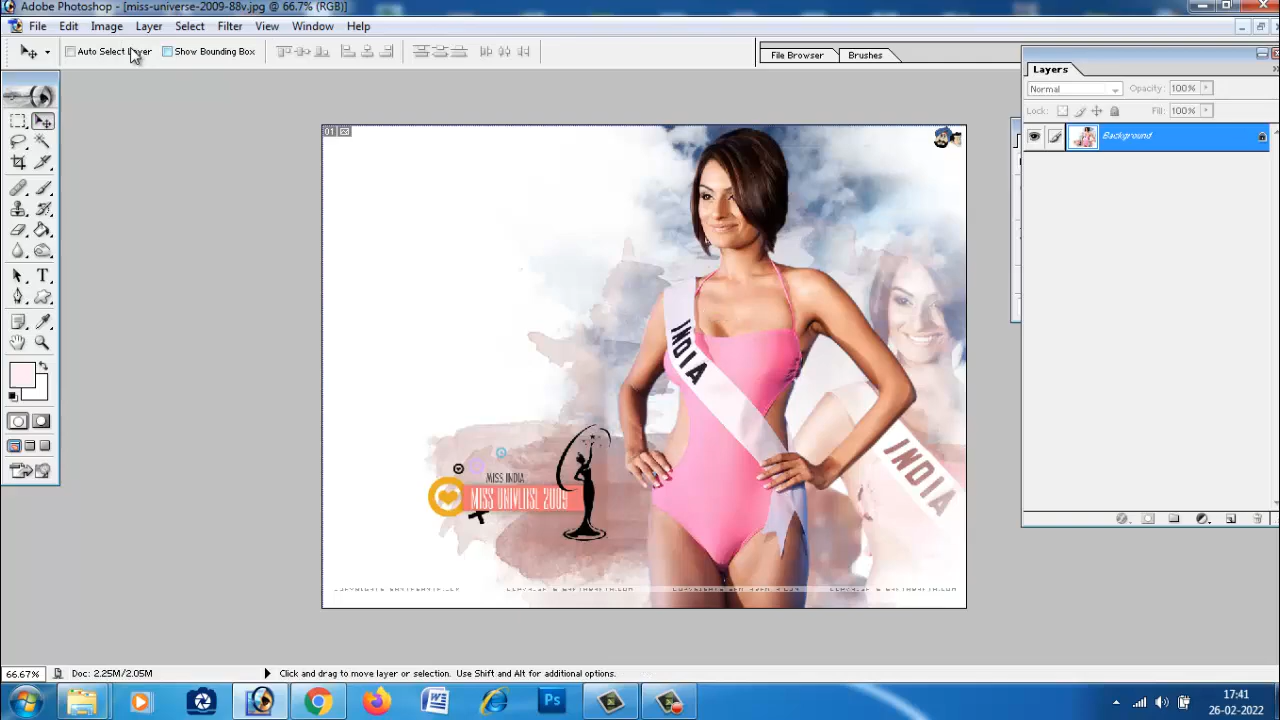 Adobe Photoshop - [miss-universe-2009-88v.jpg @ 66.7% (RGB)]
File Edit Image Layer Select Filter View Window Help
Auto Select Layer Show Bounding Box
File Browser Brushes
Layers
Normal Opacity: 100%
Lock: Fill: 100%
Background
01
INDIA
INDIA
MISS INDIA
MISS UNIVERSE 2009
66.67% Doc: 2.25M/2.05M Click and drag to move layer or selection. Use Shift and Alt for additional options.
Ps
17:41
26-02-2022